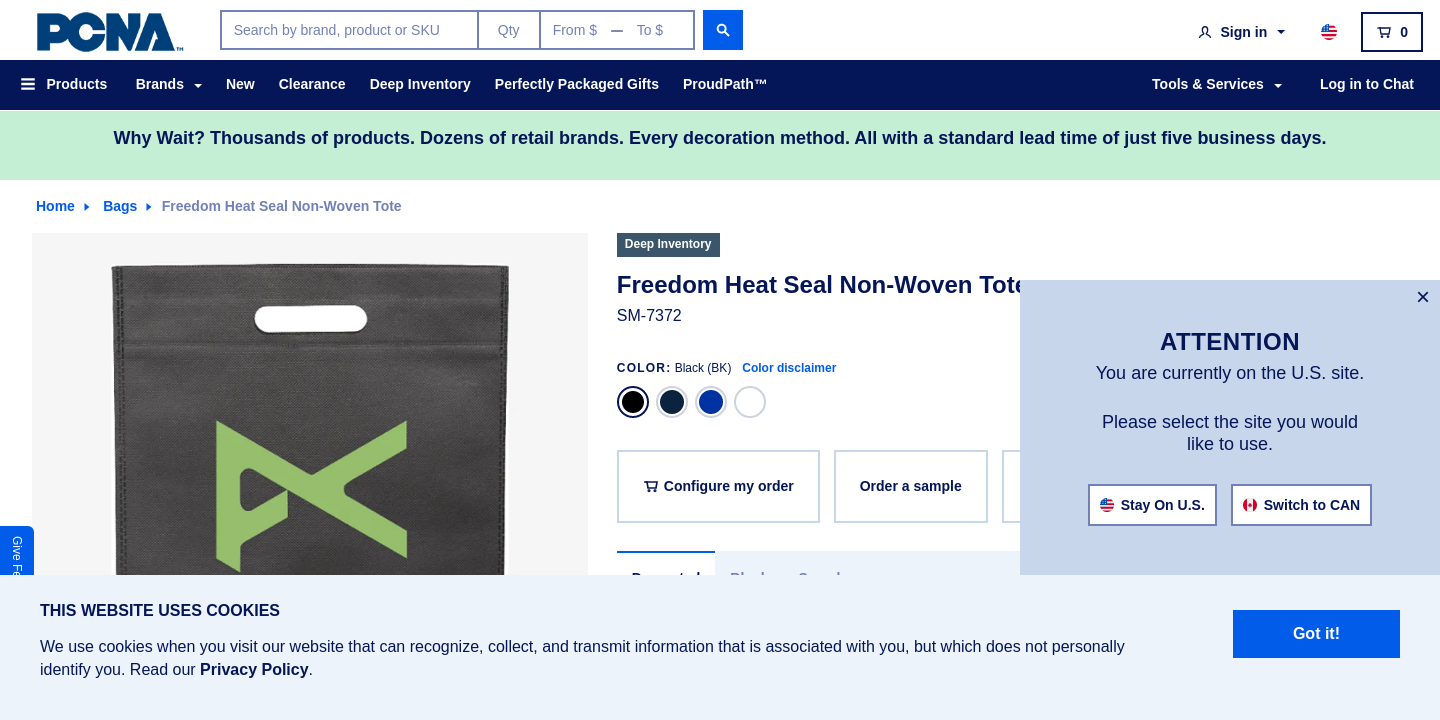 PCNA™
Search by brand, product or SKU
Qty
From $ — To $
Sign in
0
Products
Brands
New
Clearance
Deep Inventory
Perfectly Packaged Gifts
ProudPath™
Tools & Services
Log in to Chat
Why Wait? Thousands of products. Dozens of retail brands. Every decoration method. All with a standard lead time of just five business days.
Home
Bags
Freedom Heat Seal Non-Woven Tote
Deep Inventory
Freedom Heat Seal Non-Woven Tote
SM-7372
COLOR: Black (BK) Color disclaimer
Configure my order
Order a sample
ATTENTION
You are currently on the U.S. site.
Please select the site you would
like to use.
Stay On U.S.
Switch to CAN
Give Fe
THIS WEBSITE USES COOKIES
We use cookies when you visit our website that can recognize, collect, and transmit information that is associated with you, but which does not personally
identify you. Read our Privacy Policy.
Got it!